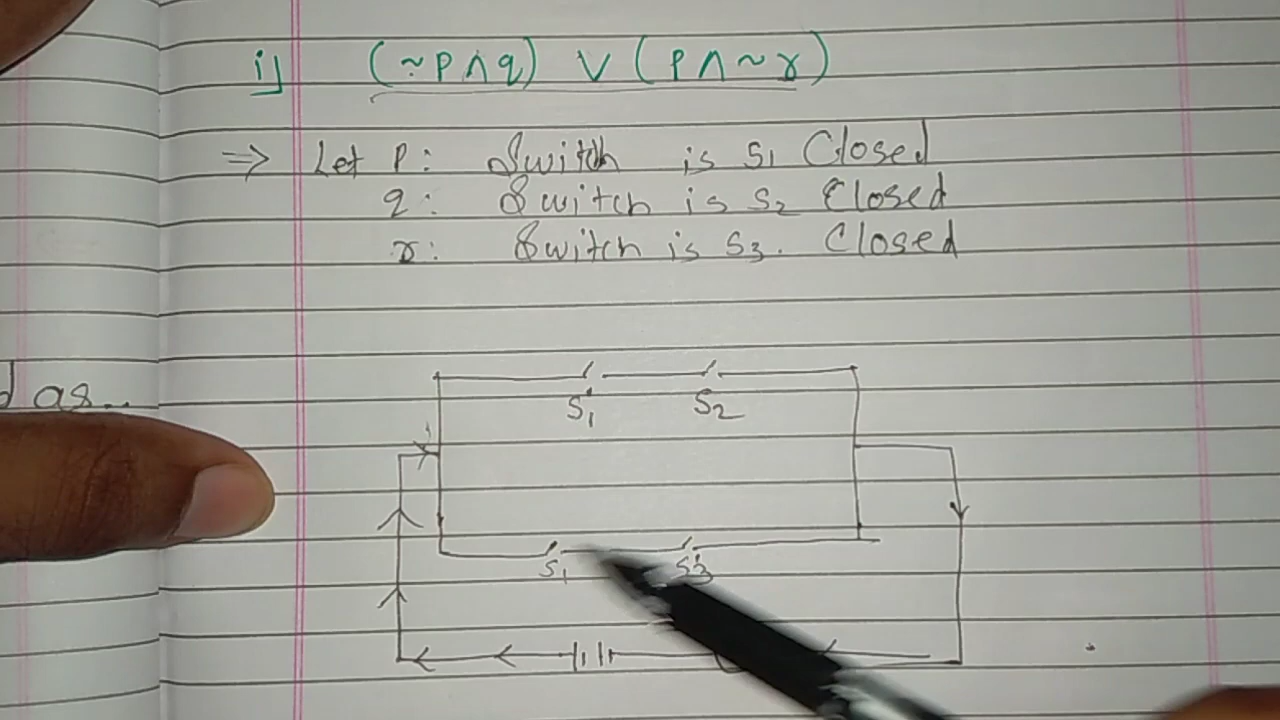 i) (~p∧q) ∨ (p∧~r)
⇒ Let p: Switch is S₁ Closed
q: Switch is S₂ Closed
r: Switch is S₃. Closed
d as..
S₁' S₂
S₁ S₃'